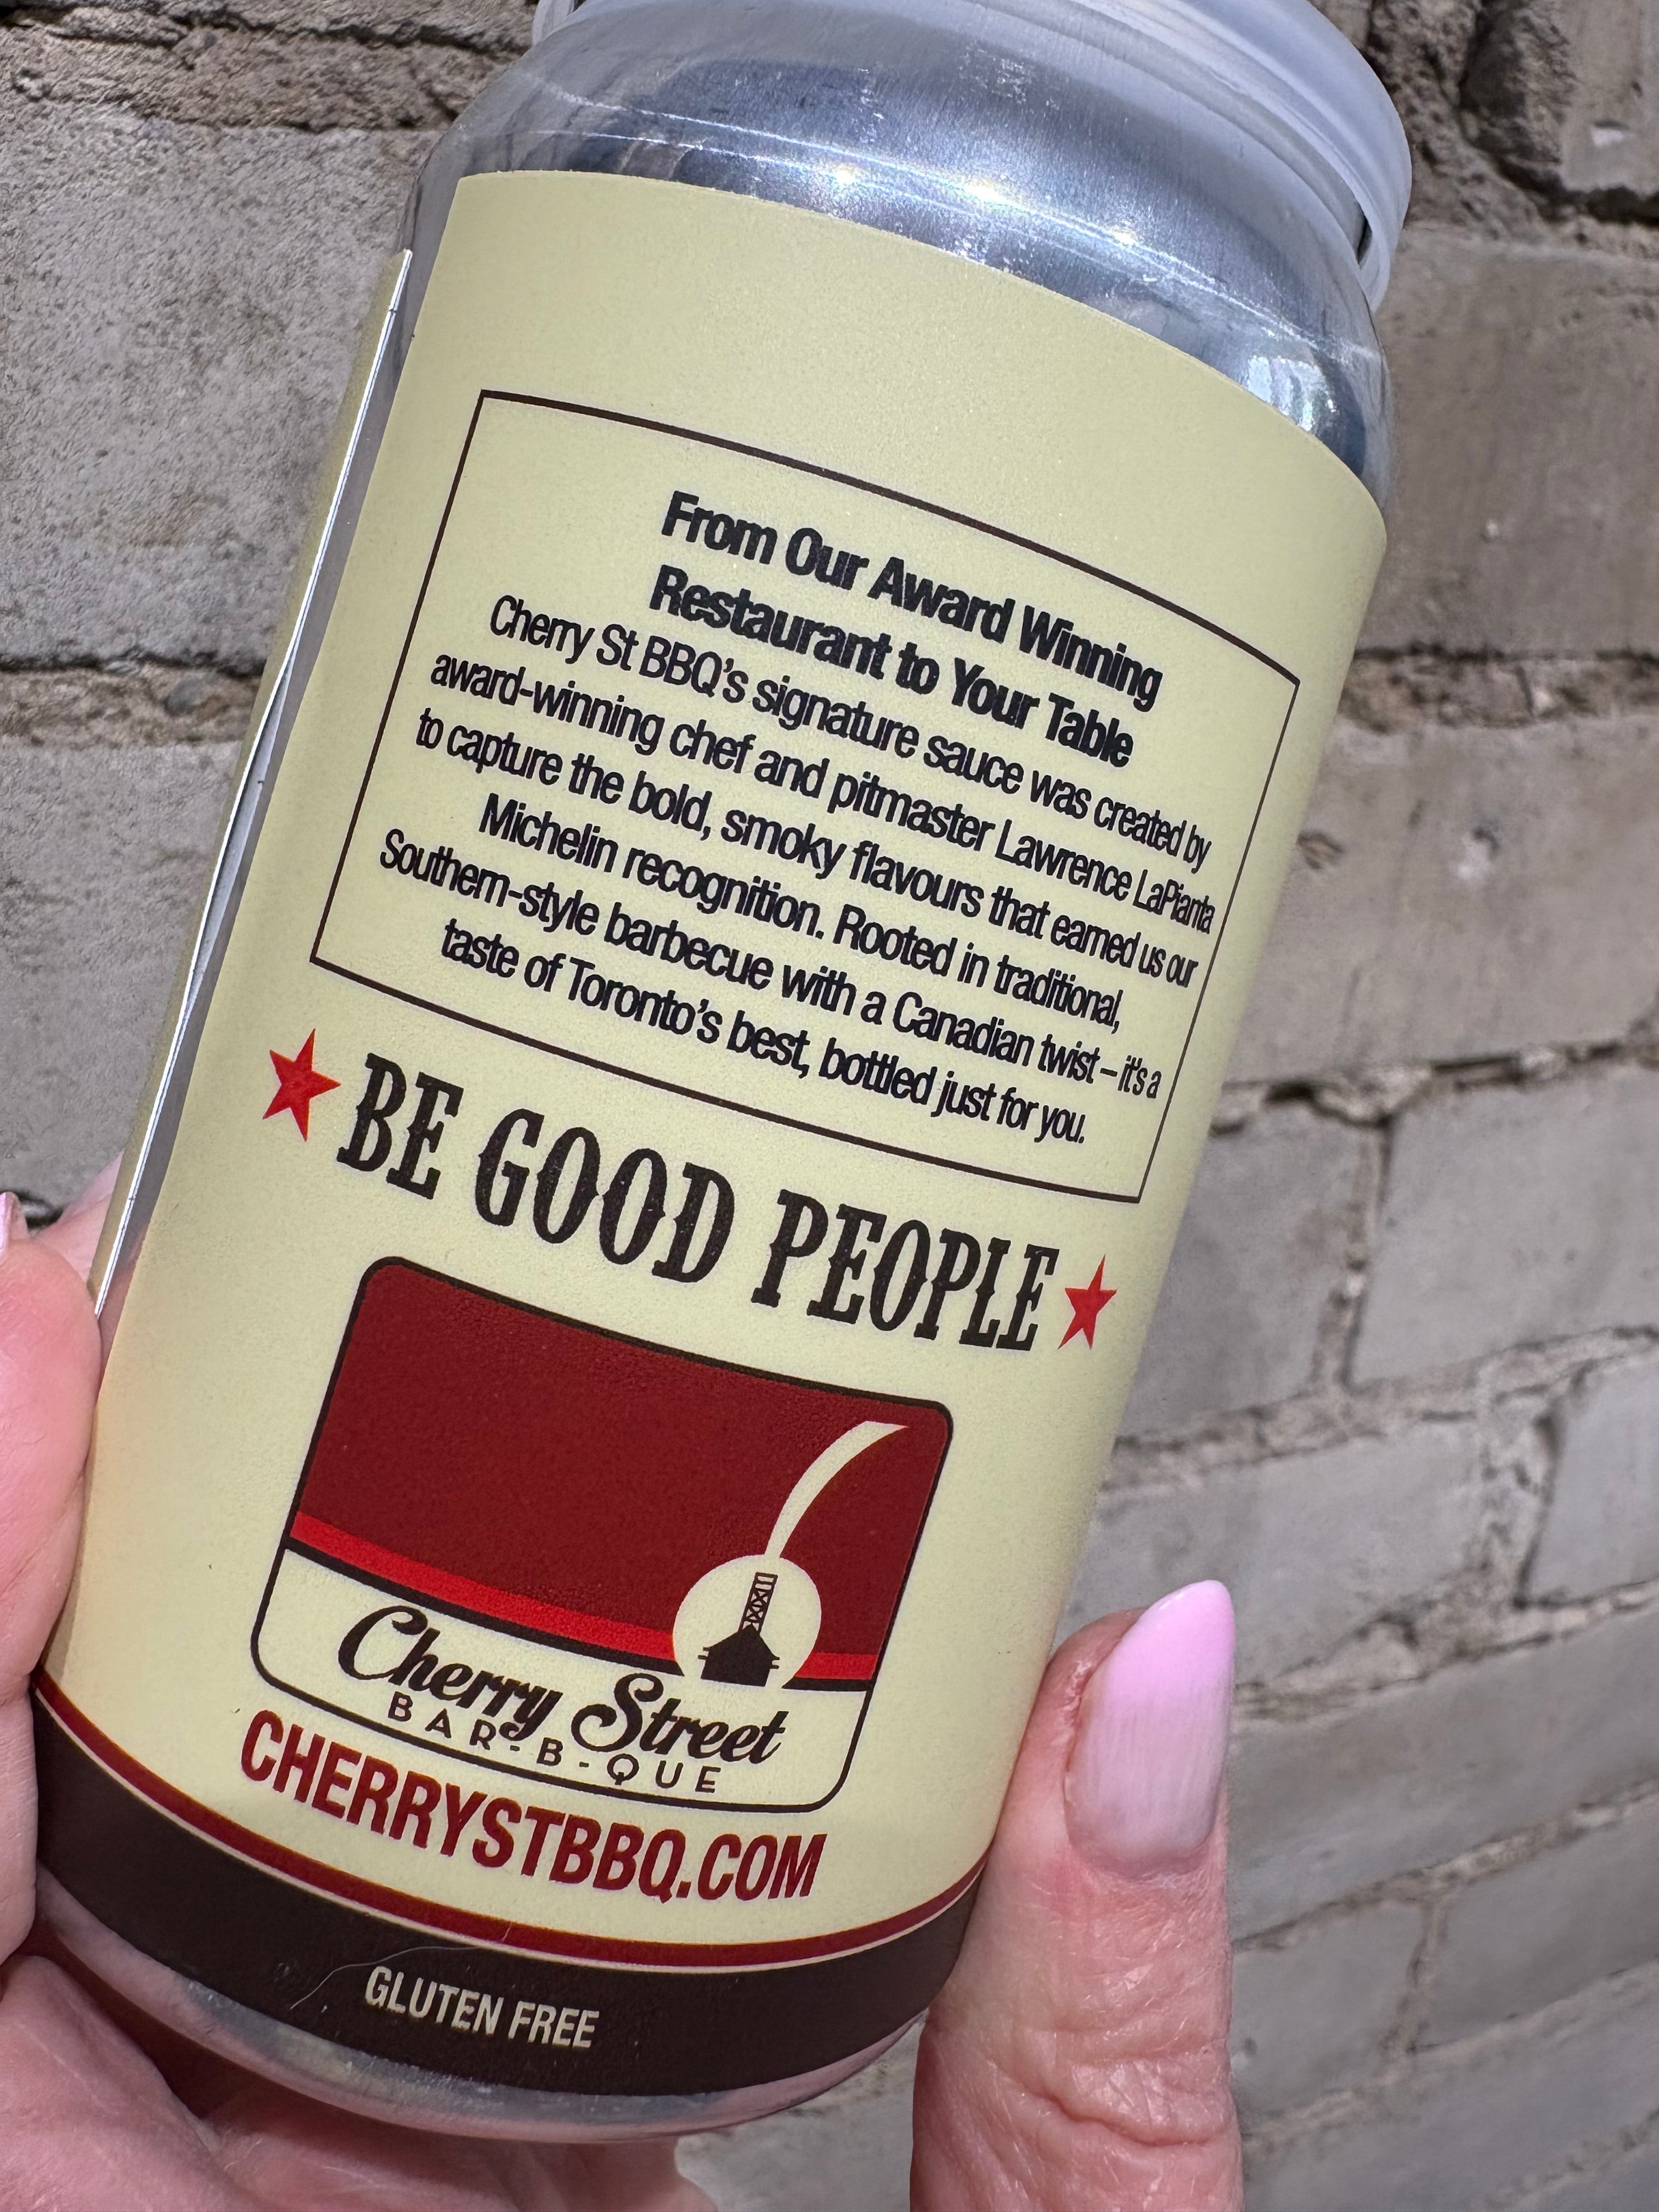 From Our Award Winning
Restaurant to Your Table
Cherry St BBQ's signature sauce was created by
award-winning chef and pitmaster Lawrence LaPianta
to capture the bold, smoky flavours that earned us our
Michelin recognition. Rooted in traditional,
Southern-style barbecue with a Canadian twist – it's a
taste of Toronto's best, bottled just for you.
BE GOOD PEOPLE
Cherry Street
BAR-B-QUE
CHERRYSTBBQ.COM
GLUTEN FREE